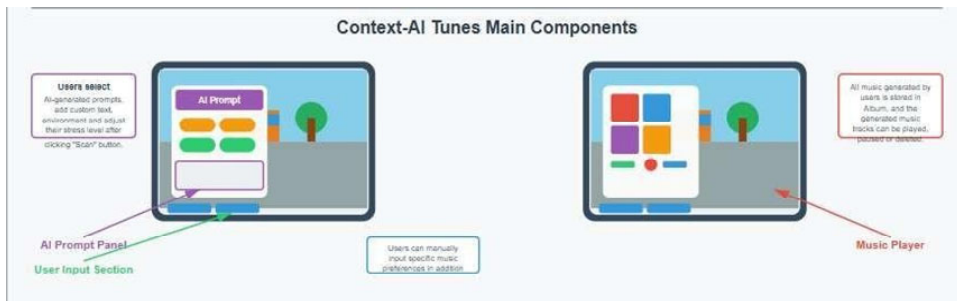 Context-AI Tunes Main Components
Users select
AI-generated prompts,
add custom text,
environment and adjust
their stress level after
clicking "Scan" button.
AI Prompt
All music generated by
users is stored in
Album, and the
generated music
tracks can be played,
paused or deleted.
AI Prompt Panel
User Input Section
Users can manually
input specific music
preferences in addition
Music Player